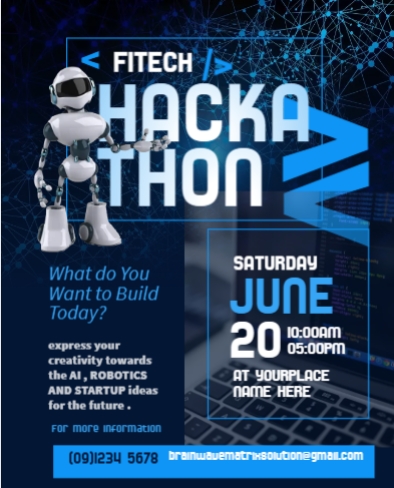 < FITECH />
HACKA
THON
What do You
Want to Build
Today?
express your
creativity towards
the AI , ROBOTICS
AND STARTUP ideas
for the future .
For more information
SATURDAY
JUNE
20 10:00AM
05:00PM
AT YOURPLACE
NAME HERE
(09)1234 5678 brainwavematrixsolution@gmail.com